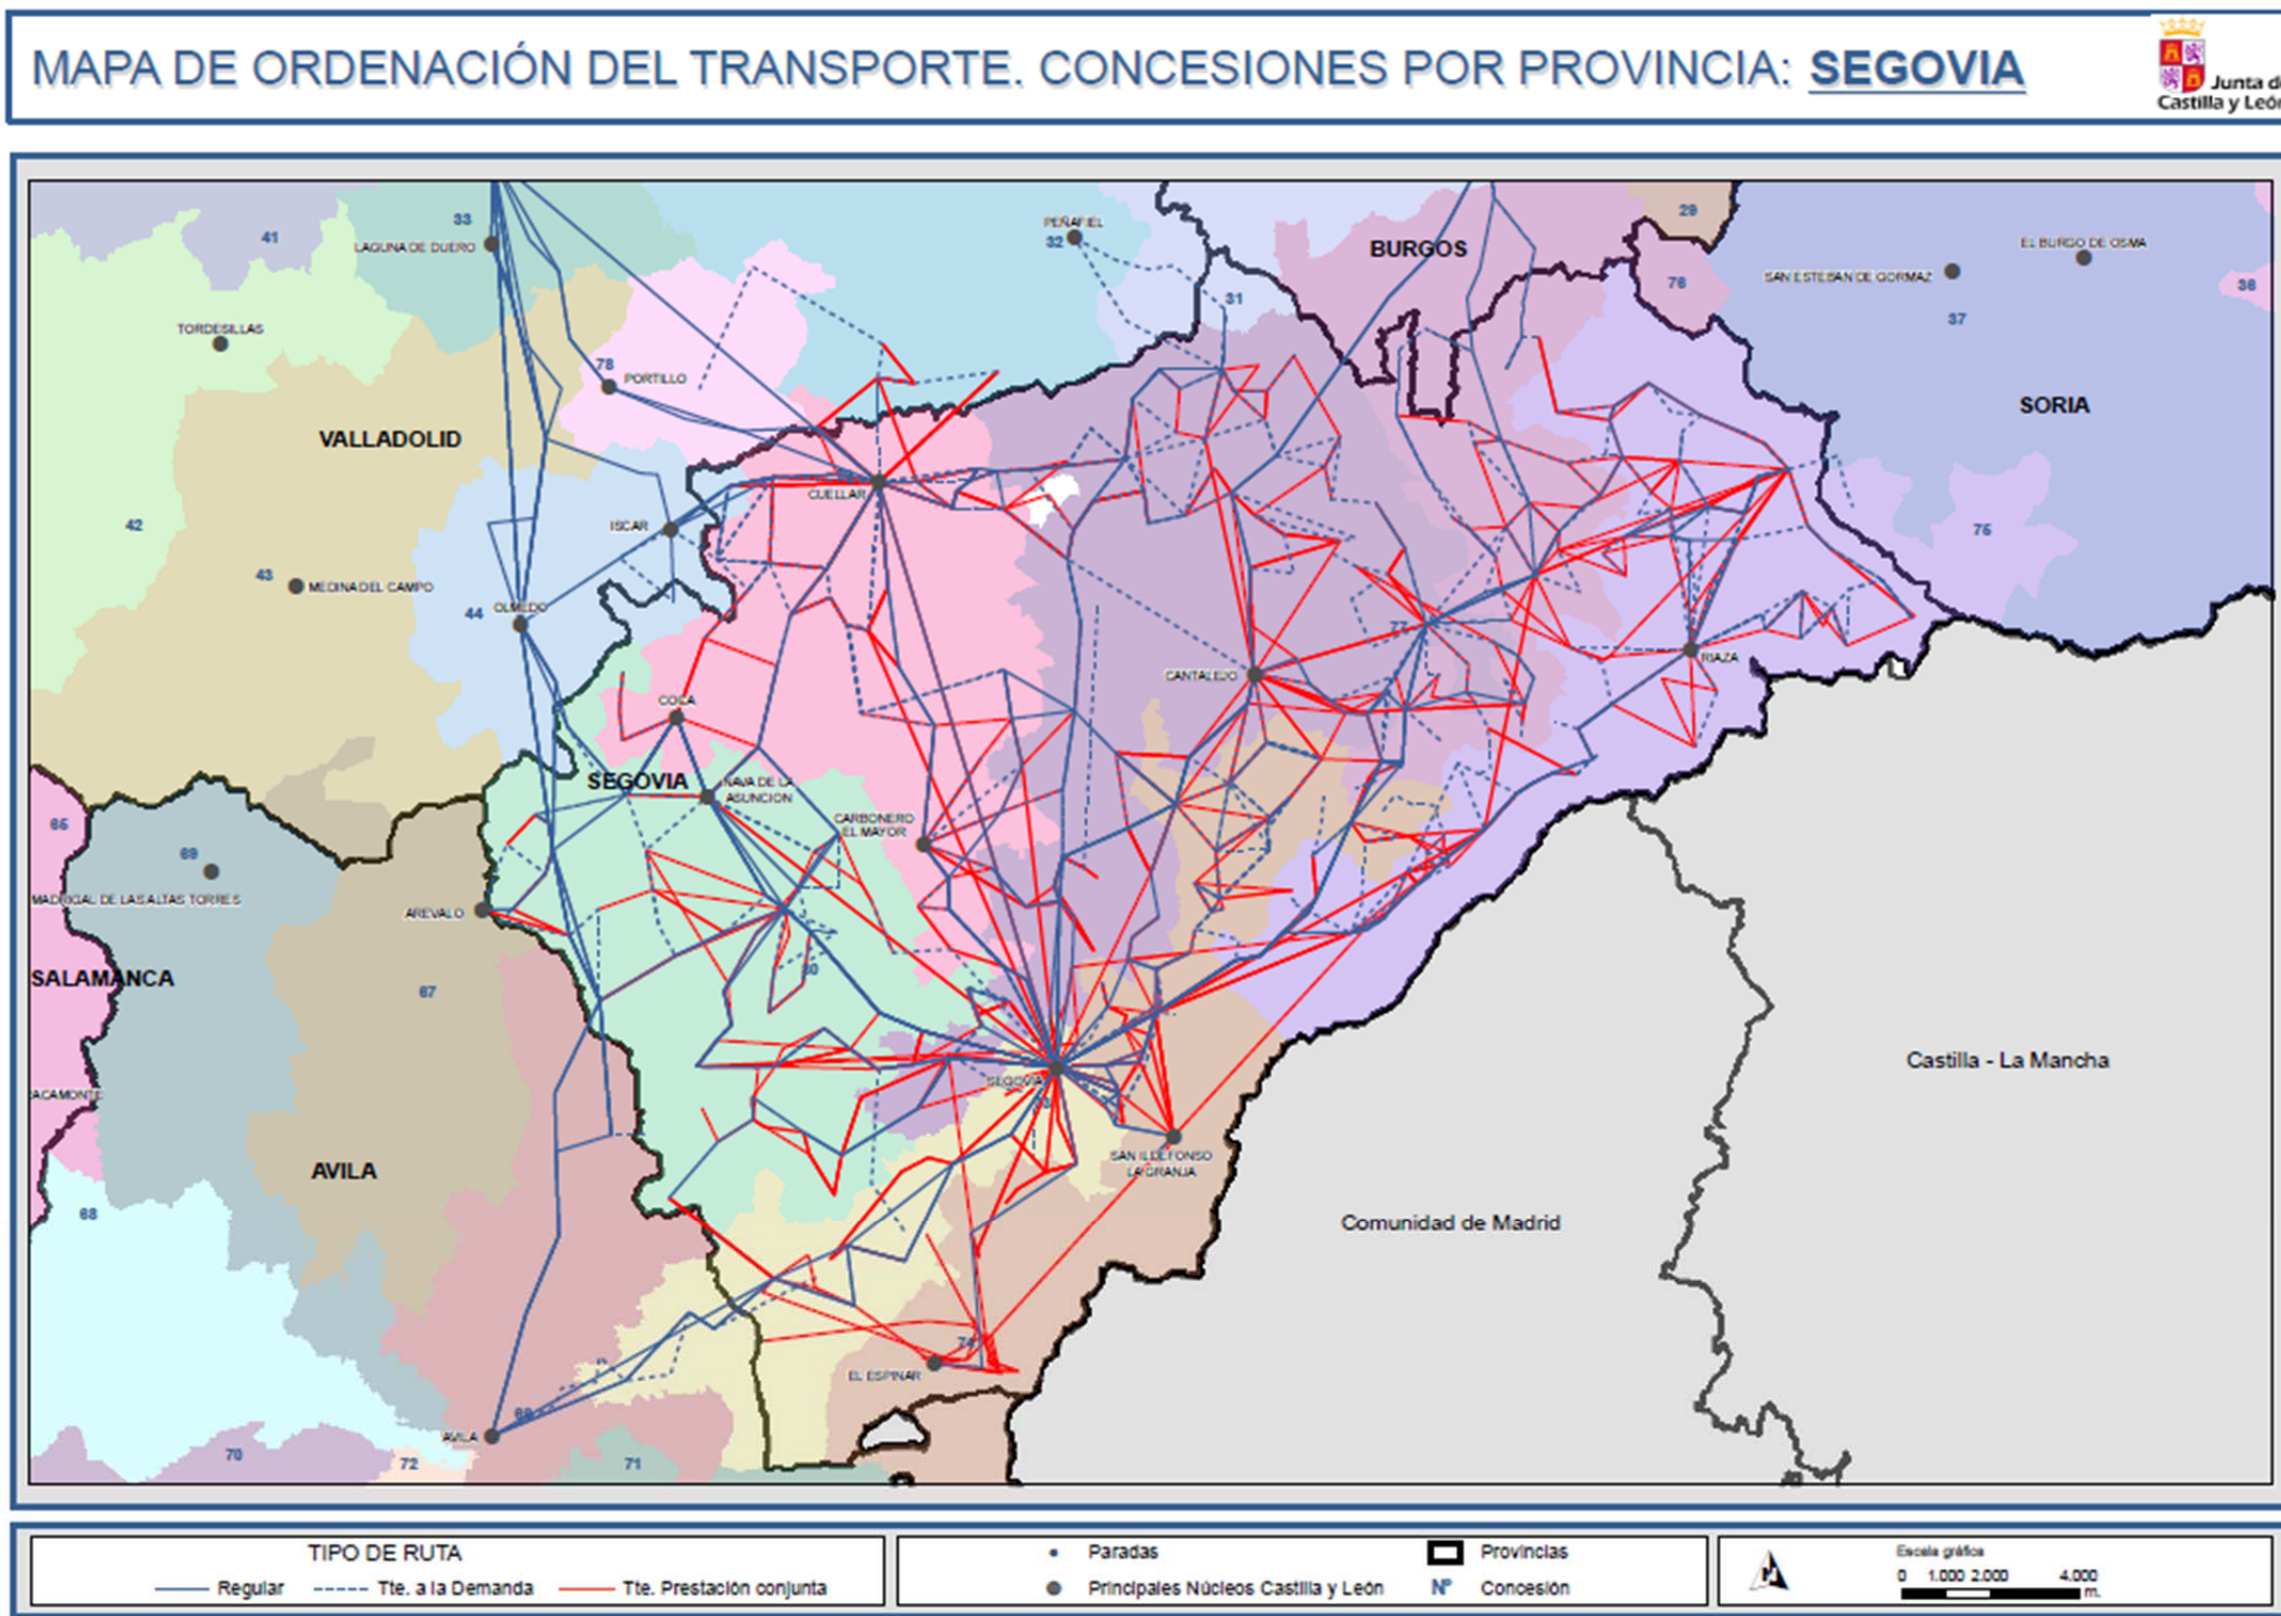 MAPA DE ORDENACIÓN DEL TRANSPORTE. CONCESIONES POR PROVINCIA: SEGOVIA
Junta de
Castilla y León
33
41
LAGUNA DE DUERO
PEÑAFIEL
32
BURGOS
29
EL BURGO DE OSMA
SAN ESTEBAN DE GORMAZ
76
36
31
37
TORDESILLAS
78
PORTILLO
SORIA
VALLADOLID
CUELLAR
42
ISCAR
75
43
MEDINA DEL CAMPO
44
OLMEDO
77
RIAZA
CANTALEJO
COCA
SEGOVIA
NAVA DE LA
ASUNCION
CARBONERO
EL MAYOR
65
69
MADRIGAL DE LAS ALTAS TORRES
AREVALO
SALAMANCA
67
80
Castilla - La Mancha
SEGOVIA
ACAMONTE
SAN ILDEFONSO
LA GRANJA
AVILA
68
Comunidad de Madrid
74
EL ESPINAR
69
AVILA
70
72
71
TIPO DE RUTA
Regular
Tte. a la Demanda
Tte. Prestación conjunta
Paradas
Provincias
Principales Núcleos Castilla y León
Nº
Concesión
Escala gráfica
0 1.000 2.000 4.000
m.